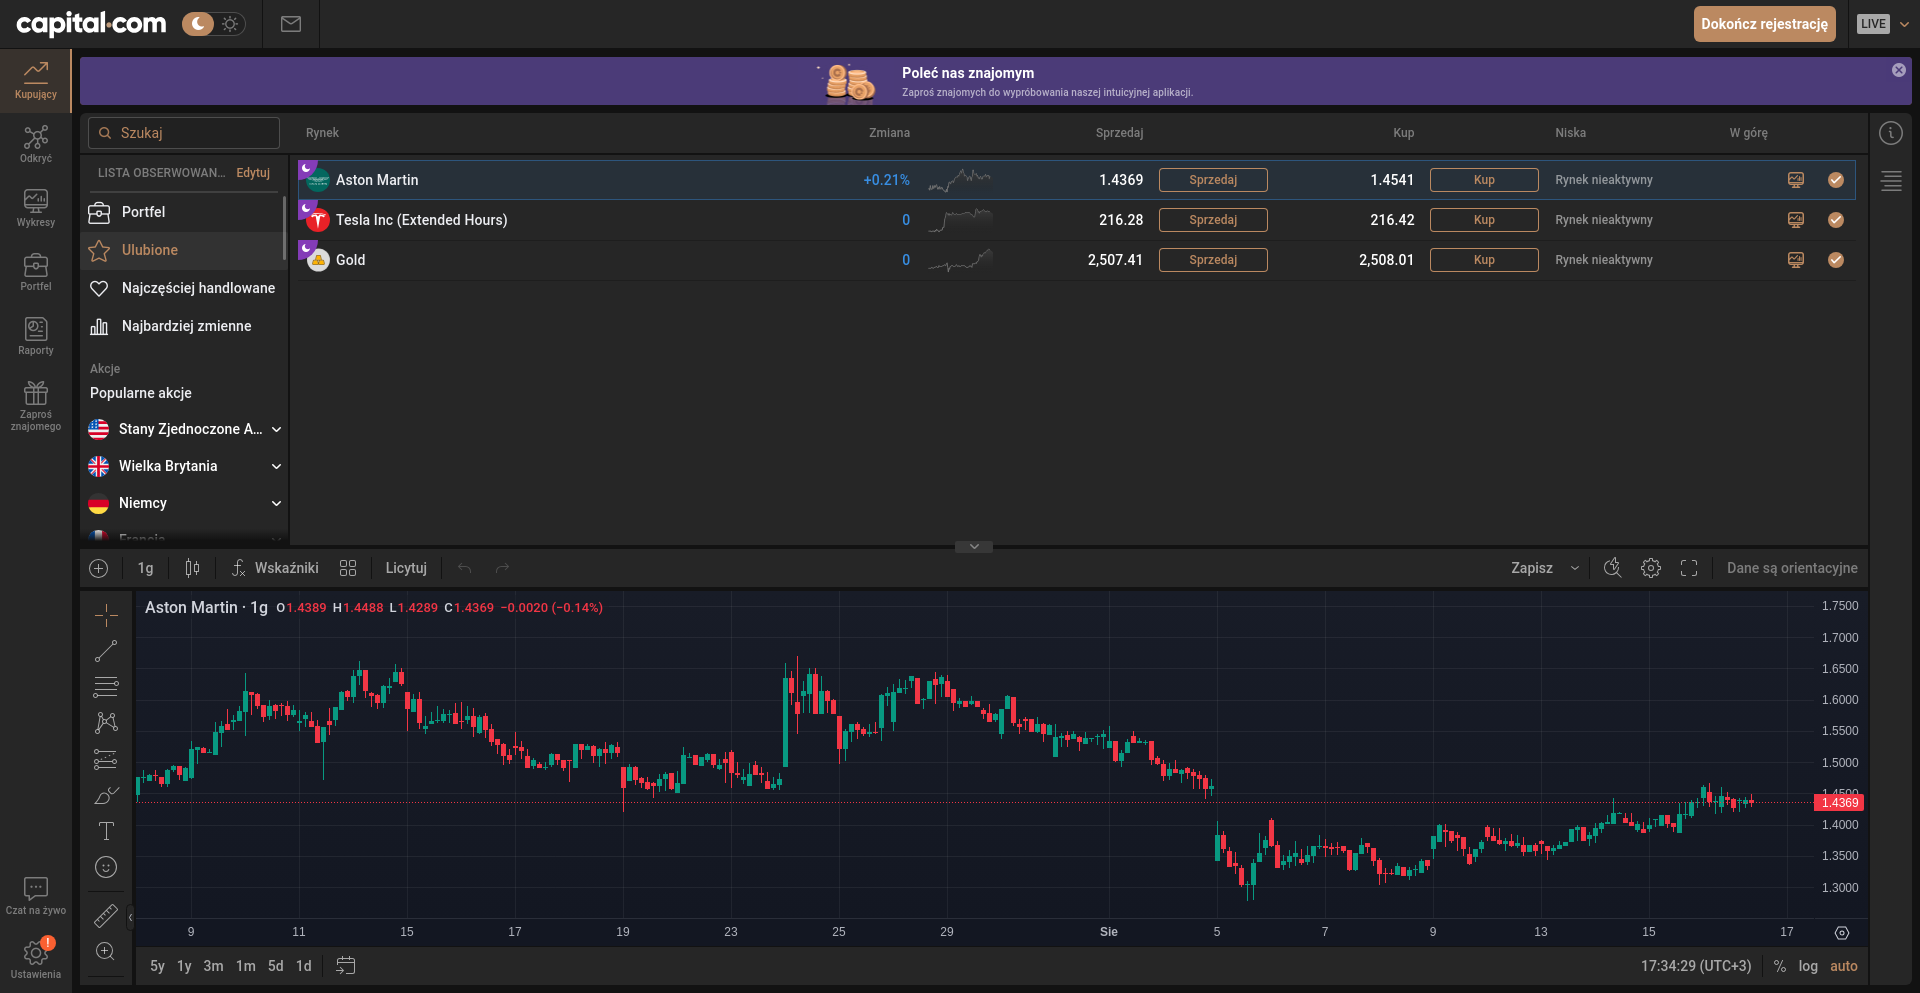 capital.com
Dokończ rejestrację
LIVE
Kupujący
Odkryć
Wykresy
Portfel
Raporty
Zaproś
znajomego
Czat na żywo
Ustawienia
Poleć nas znajomym
Zaproś znajomych do wypróbowania naszej intuicyjnej aplikacji.
Szukaj
Rynek Zmiana Sprzedaj Kup Niska W górę
LISTA OBSERWOWAN... Edytuj
Portfel
Ulubione
Najczęściej handlowane
Najbardziej zmienne
Akcje
Popularne akcje
Stany Zjednoczone A...
Wielka Brytania
Niemcy
Francja
Aston Martin +0.21% 1.4369 Sprzedaj 1.4541 Kup Rynek nieaktywny
Tesla Inc (Extended Hours) 0 216.28 Sprzedaj 216.42 Kup Rynek nieaktywny
Gold 0 2,507.41 Sprzedaj 2,508.01 Kup Rynek nieaktywny
1g Wskaźniki Licytuj Zapisz Dane są orientacyjne
Aston Martin · 1g O1.4389 H1.4488 L1.4289 C1.4369 −0.0020 (−0.14%)
1.7500
1.7000
1.6500
1.6000
1.5500
1.5000
1.4500
1.4369
1.4000
1.3500
1.3000
9 11 15 17 19 23 25 29 Sie 5 7 9 13 15 17
5y 1y 3m 1m 5d 1d 17:34:29 (UTC+3) % log auto